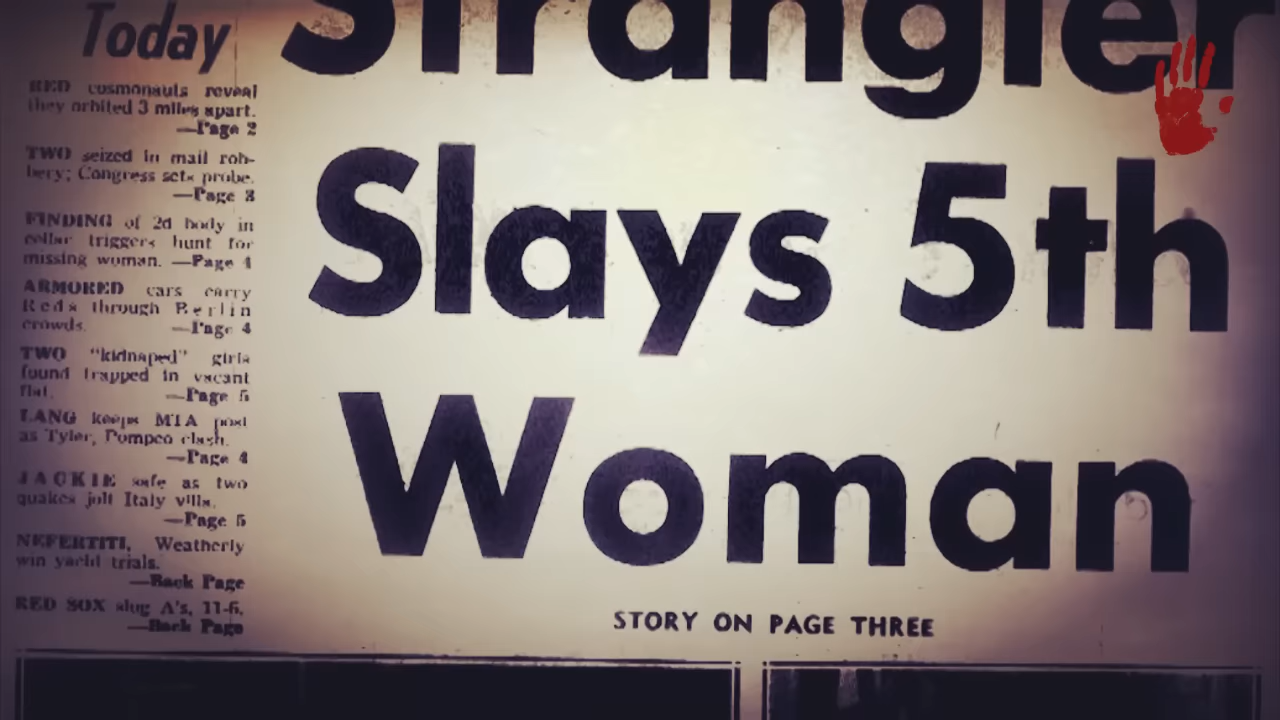 Today
RED cosmonauts reveal
they orbited 3 miles apart.
—Page 2
TWO seized in mail rob-
bery; Congress sets probe.
—Page 3
FINDING of 2d body in
cellar triggers hunt for
missing woman. —Page 4
ARMORED cars carry
Reds through Berlin
crowds. —Page 4
TWO "kidnaped" girls
found trapped in vacant
flat. —Page 5
LANG keeps MTA post
as Tyler, Pompeo clash.
—Page 4
JACKIE safe as two
quakes jolt Italy villa.
—Page 5
NEFERTITI, Weatherly
win yacht trials.
—Back Page
RED SOX slug A's, 11-6.
—Back Page
Strangler
Slays 5th
Woman
STORY ON PAGE THREE